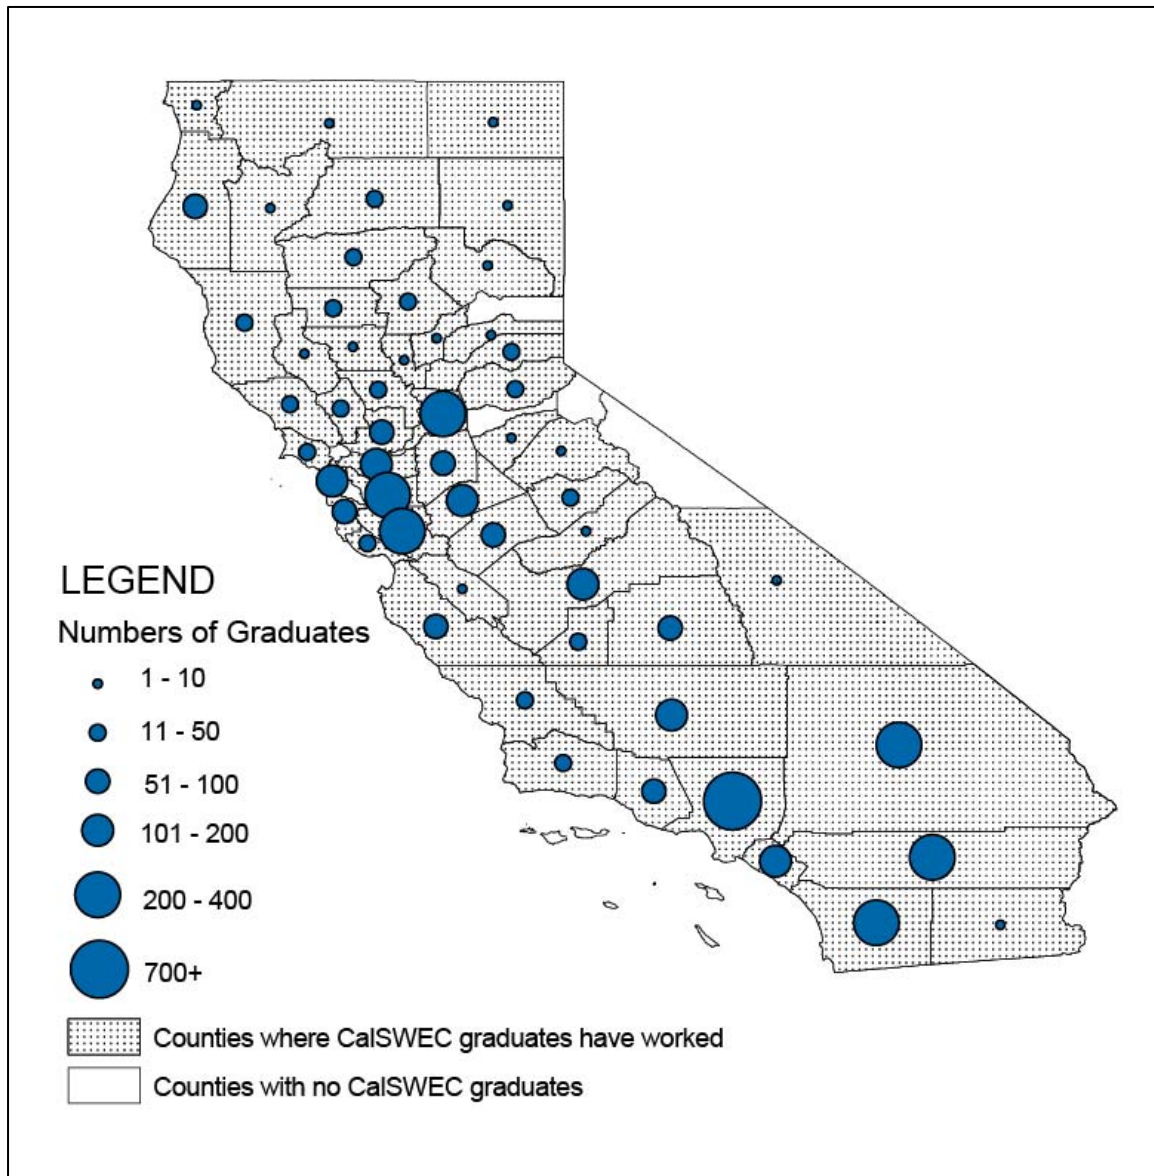 LEGEND
Numbers of Graduates
1 - 10
11 - 50
51 - 100
101 - 200
200 - 400
700+
Counties where CalSWEC graduates have worked
Counties with no CalSWEC graduates